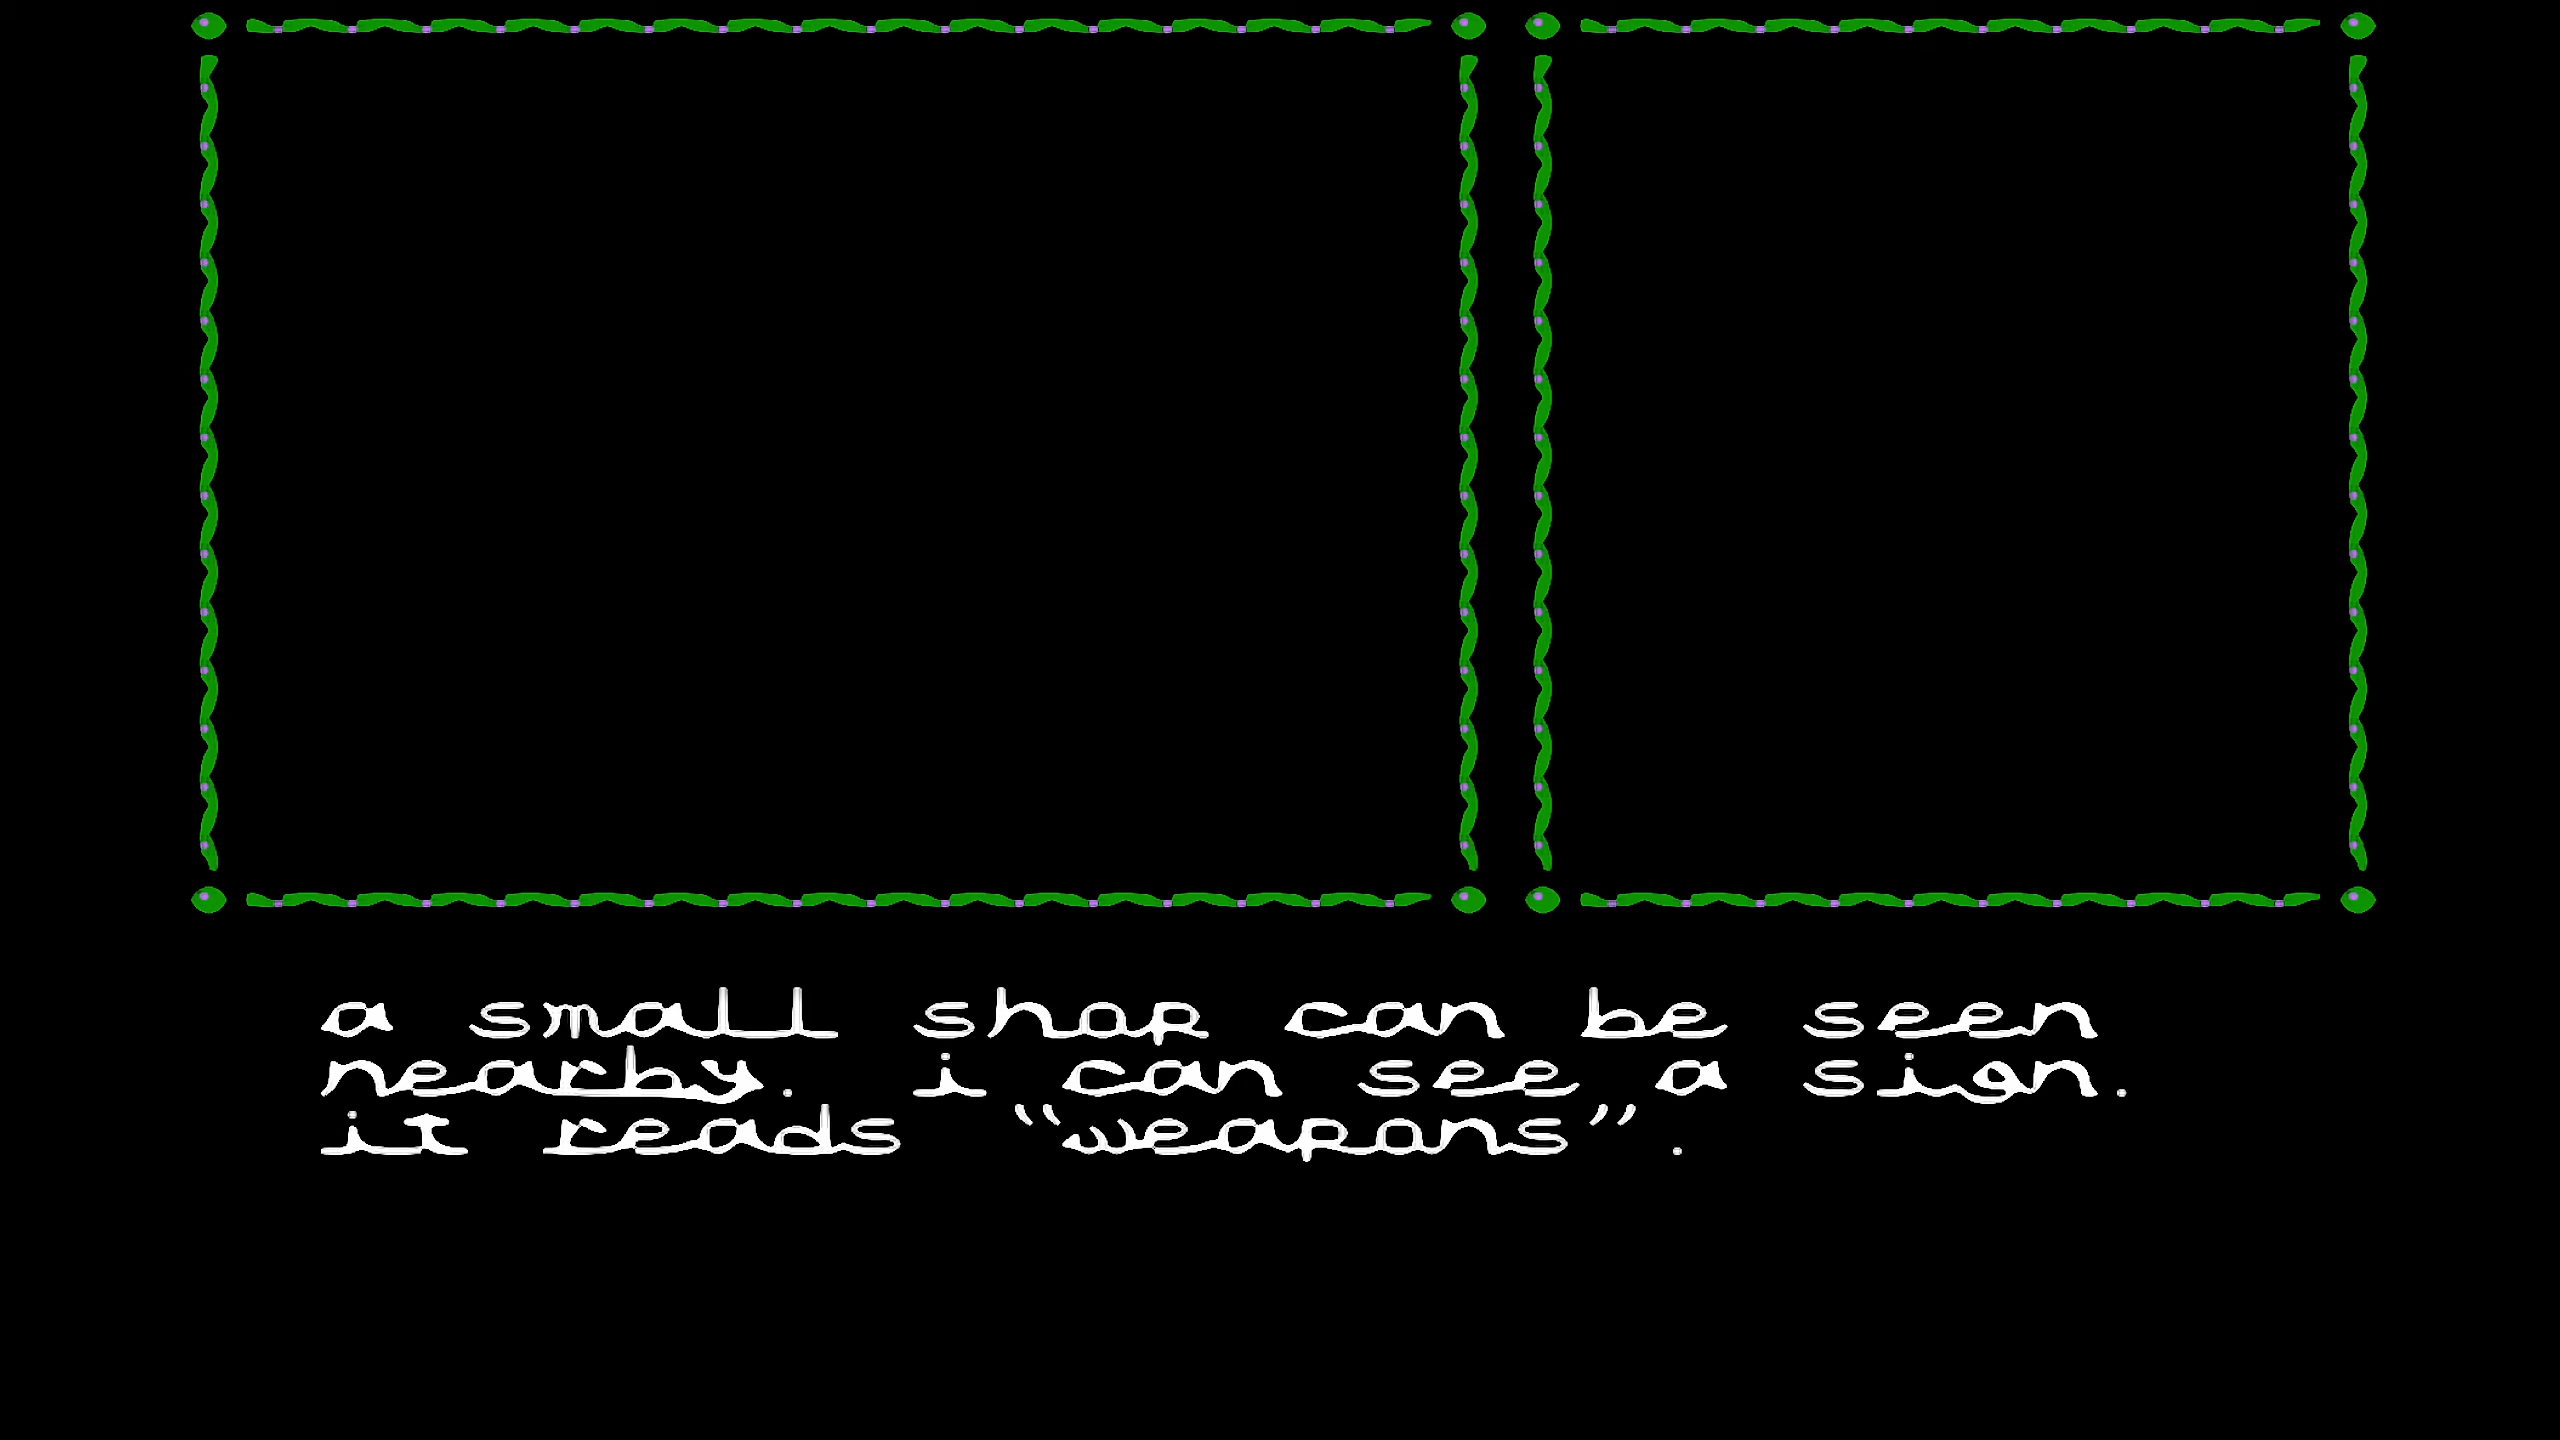 a small shop can be seen
nearby. i can see a sign.
it reads “weapons”.